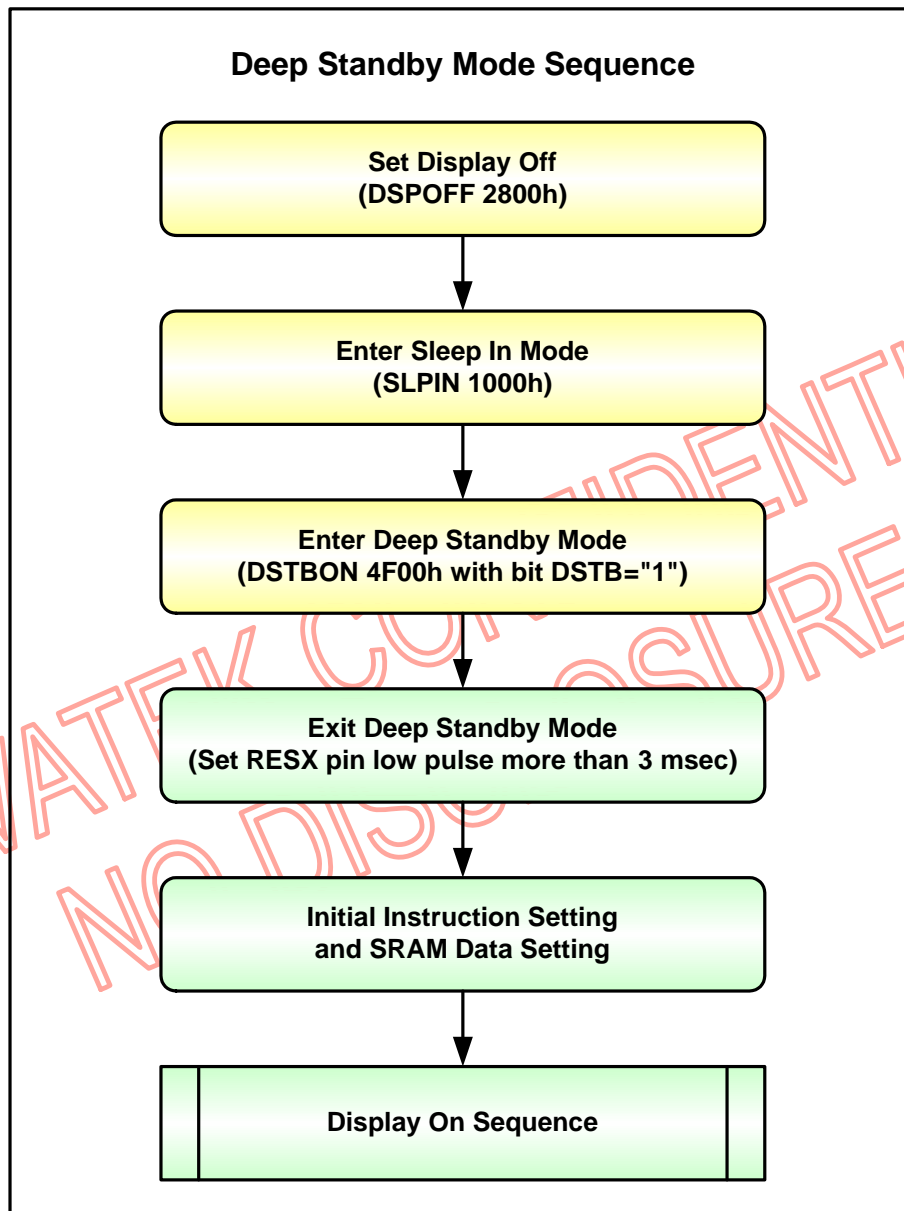 Deep Standby Mode Sequence
Set Display Off
(DSPOFF 2800h)
Enter Sleep In Mode
(SLPIN 1000h)
Enter Deep Standby Mode
(DSTBON 4F00h with bit DSTB="1")
Exit Deep Standby Mode
(Set RESX pin low pulse more than 3 msec)
Initial Instruction Setting
and SRAM Data Setting
Display On Sequence